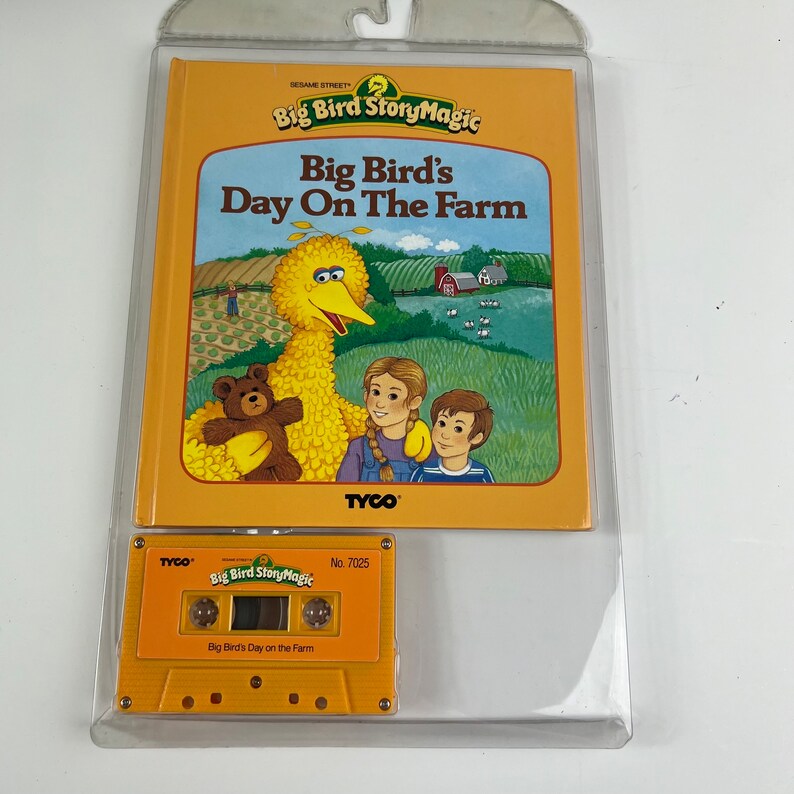 SESAME STREET®
Big Bird StoryMagic
Big Bird's
Day On The Farm
TYCO®
TYCO®
SESAME STREET®
Big Bird StoryMagic
No. 7025
Big Bird's Day on the Farm